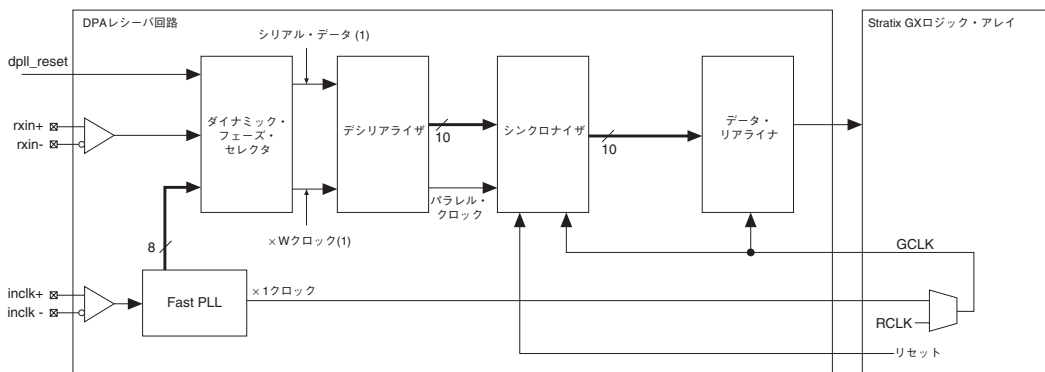 DPAレシーバ回路
Stratix GXロジック・アレイ
シリアル・データ(1)
dpll_reset
rxin+
rxin-
ダイナミック・
フェーズ・
セレクタ
デシリアライザ
10
シンクロナイザ
10
データ・
リアライナ
パラレル・
クロック
×Wクロック(1)
8
GCLK
inclk+
inclk -
Fast PLL
×1クロック
RCLK
リセット